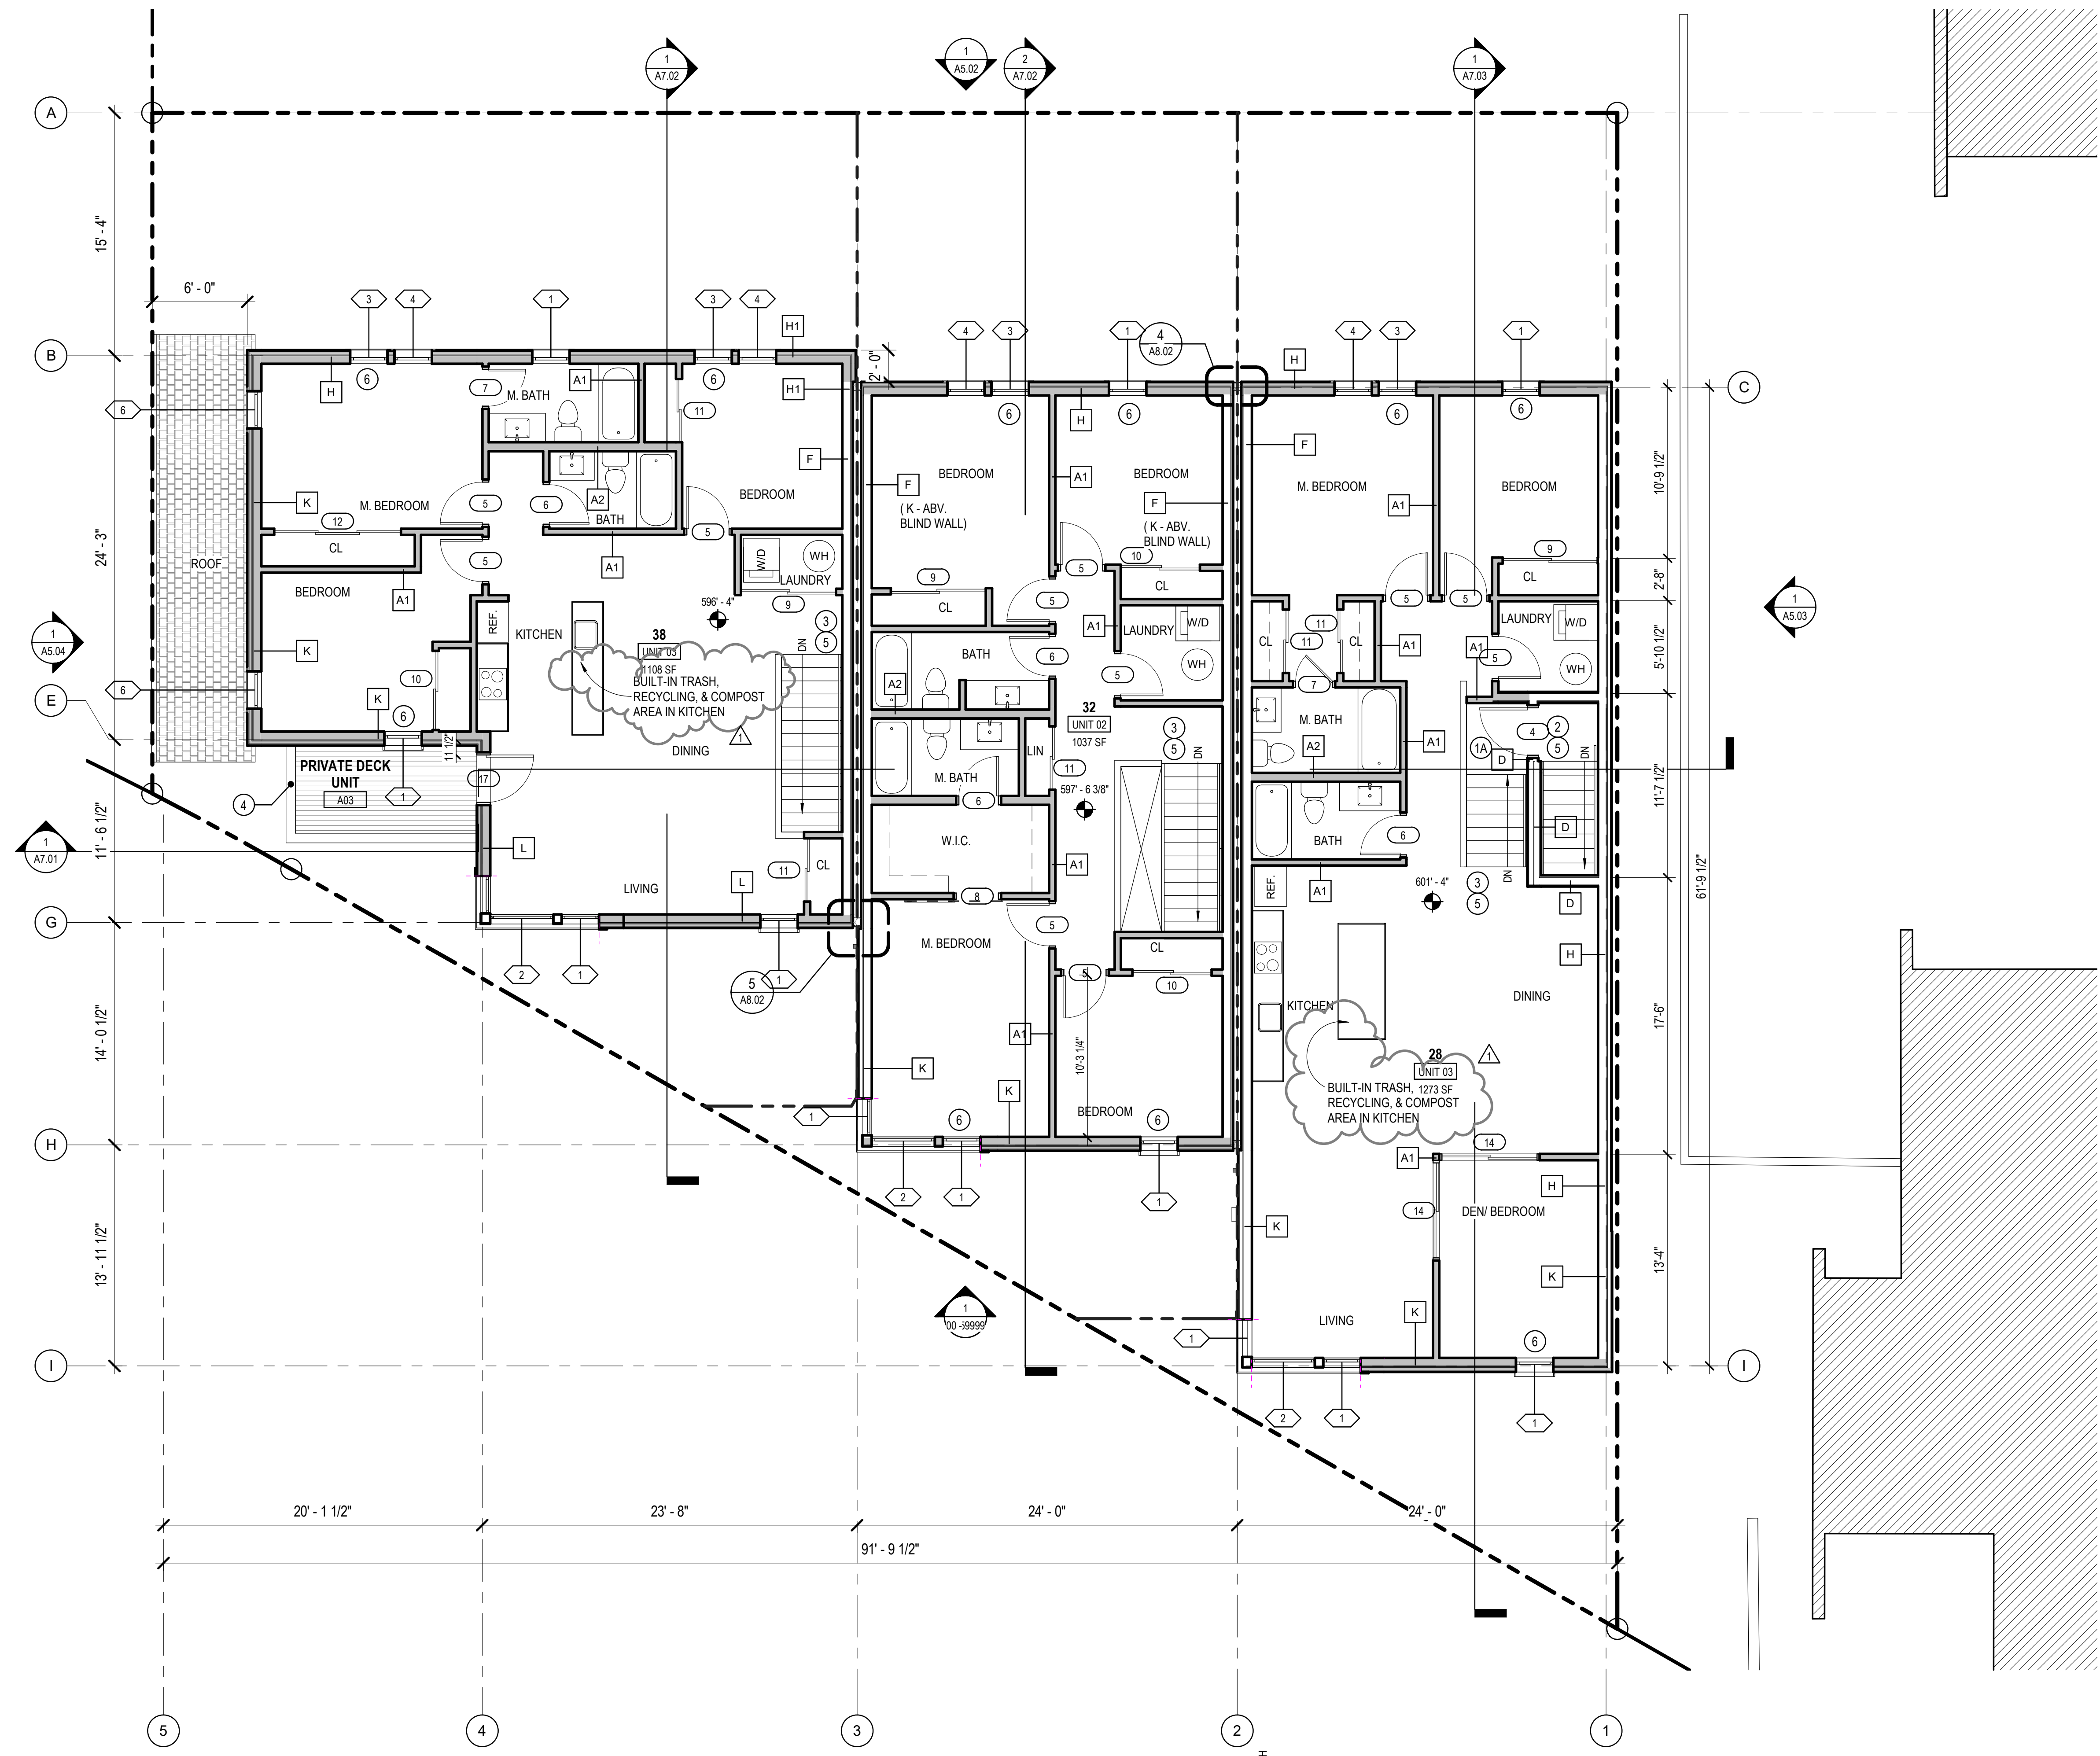 1
A7.02
1
A5.02
2
A7.02
1
A7.03
A
15' - 4"
6' - 0"
3
4
1
3
4
H1
2' - 0"
4
3
1
4
A8.02
H
4
3
1
B
C
H
6
7
M. BATH
A1
6
11
H1
6
H
6
6
6
6
F
F
A1
F
A1
10'-9 1/2"
BEDROOM
BEDROOM
M. BEDROOM
BEDROOM
BEDROOM
F
( K - ABV.
BLIND WALL)
( K - ABV.
BLIND WALL)
K
M. BEDROOM
5
6
A2
BATH
12
CL
5
5
A1
W/D
WH
LAUNDRY
9
24' - 3"
ROOF
BEDROOM
A1
REF.
596' - 4"
9
CL
5
5
10
CL
5
5
9
CL
2'-8"
1
A5.03
1
A5.04
KITCHEN
38
UNIT 03
1108 SF
BUILT-IN TRASH,
RECYCLING, & COMPOST
AREA IN KITCHEN
1
3
5
DN
A1
LAUNDRY
W/D
WH
5
BATH
6
A2
CL
11
11
CL
A1
LAUNDRY
W/D
WH
A1
5
5'-10 1/2"
K
10
6
E
K
6
11 1/2"
DINING
32
UNIT 02
1037 SF
3
5
DN
7
M. BATH
A2
A1
1A
4
2
5
D
DN
PRIVATE DECK
UNIT
A03
4
1
17
M. BATH
LIN
11
6
597' - 6 3/8"
11'-7 1/2"
1
A7.01
11' - 6 1/2"
L
W.I.C.
A1
BATH
6
D
61'-9 1/2"
LIVING
L
11
CL
8
REF.
A1
601' - 4"
3
5
DN
D
G
5
M. BEDROOM
CL
H
2
1
1
5
A8.02
5
10
KITCHEN
DINING
14' - 0 1/2"
A1
10'-3 1/4"
17'-6"
K
K
28
UNIT 03
1273 SF
1
BUILT-IN TRASH,
RECYCLING, & COMPOST
AREA IN KITCHEN
1
6
BEDROOM
6
H
14
A1
H
2
1
1
14
DEN/ BEDROOM
K
13' - 11 1/2"
K
13'-4"
1
LIVING
K
1
6
I
I
2
1
1
20' - 1 1/2"
23' - 8"
24' - 0"
24' - 0"
91' - 9 1/2"
5
4
3
2
1
H